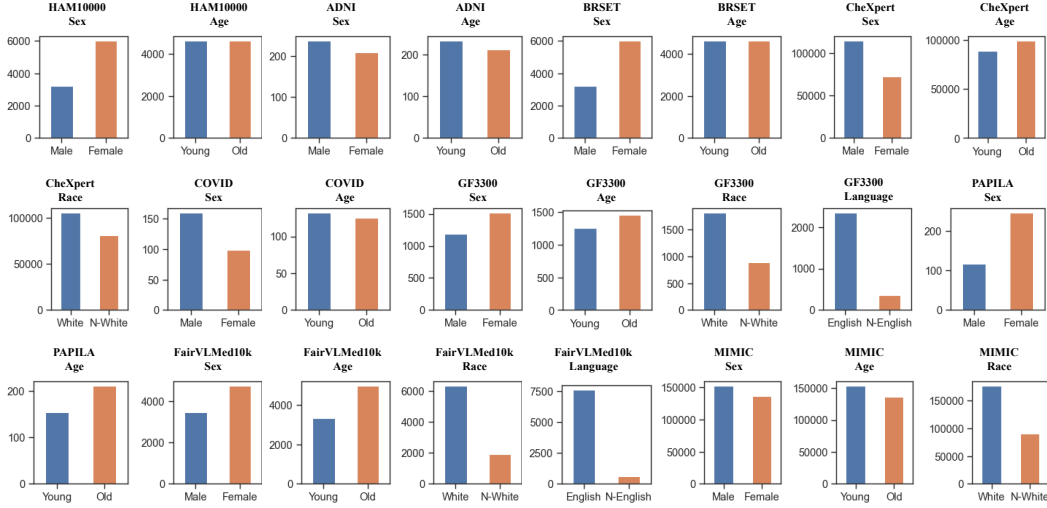 HAM10000
Sex
6000
4000
2000
0
Male Female
HAM10000
Age
4000
2000
0
Young Old
ADNI
Sex
200
100
0
Male Female
ADNI
Age
200
100
0
Young Old
BRSET
Sex
6000
4000
2000
0
Male Female
BRSET
Age
4000
2000
0
Young Old
CheXpert
Sex
100000
50000
0
Male Female
CheXpert
Age
100000
50000
0
Young Old
CheXpert
Race
100000
50000
0
White N-White
COVID
Sex
150
100
50
0
Male Female
COVID
Age
100
50
0
Young Old
GF3300
Sex
1500
1000
500
0
Male Female
GF3300
Age
1500
1000
500
0
Young Old
GF3300
Race
1500
1000
500
0
White N-White
GF3300
Language
2000
1000
0
English N-English
PAPILA
Sex
200
100
0
Male Female
PAPILA
Age
200
100
0
Young Old
FairVLMed10k
Sex
4000
2000
0
Male Female
FairVLMed10k
Age
4000
2000
0
Young Old
FairVLMed10k
Race
6000
4000
2000
0
White N-White
FairVLMed10k
Language
7500
5000
2500
0
English N-English
MIMIC
Sex
150000
100000
50000
0
Male Female
MIMIC
Age
150000
100000
50000
0
Young Old
MIMIC
Race
150000
100000
50000
0
White N-White